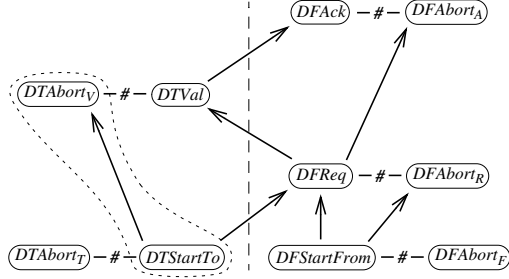 DFAck # DFAbort_A
DTAbort_V # DTVal
DFReq # DFAbort_R
DTAbort_T # DTStartTo DFStartFrom # DFAbort_F